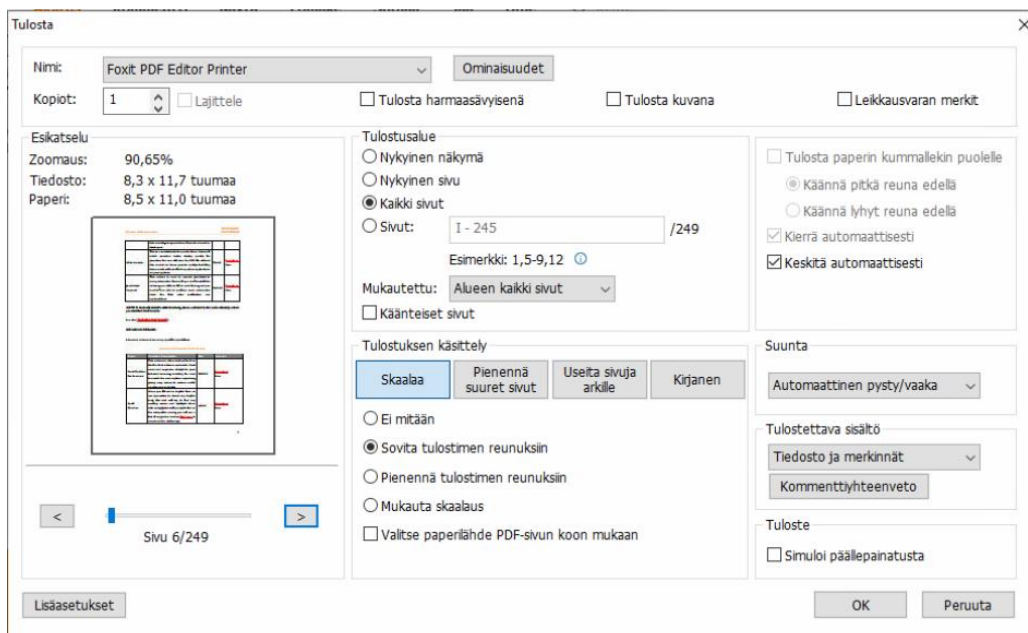 Tulosta
Nimi: Foxit PDF Editor Printer Ominaisuudet
Kopiot: 1 Lajittele Tulosta harmaasävyisenä Tulosta kuvana Leikkausvaran merkit
Esikatselu
Zoomaus: 90,65%
Tiedosto: 8,3 x 11,7 tuumaa
Paperi: 8,5 x 11,0 tuumaa
<
>
Sivu 6/249
Tulostusalue
Nykyinen näkymä
Nykyinen sivu
Kaikki sivut
Sivut: I - 245 /249
Esimerkki: 1,5-9,12
Mukautettu: Alueen kaikki sivut
Käänteiset sivut
Tulostuksen käsittely
Skaalaa
Pienennä
suuret sivut
Useita sivuja
arkille
Kirjanen
Ei mitään
Sovita tulostimen reunuksiin
Pienennä tulostimen reunuksiin
Mukauta skaalaus
Valitse paperilähde PDF-sivun koon mukaan
Tulosta paperin kummallekin puolelle
Käännä pitkä reuna edellä
Käännä lyhyt reuna edellä
Kierrä automaattisesti
Keskitä automaattisesti
Suunta
Automaattinen pysty/vaaka
Tulostettava sisältö
Tiedosto ja merkinnät
Kommenttiyhteenveto
Tuloste
Simuloi päällepainatusta
Lisäasetukset
OK Peruuta